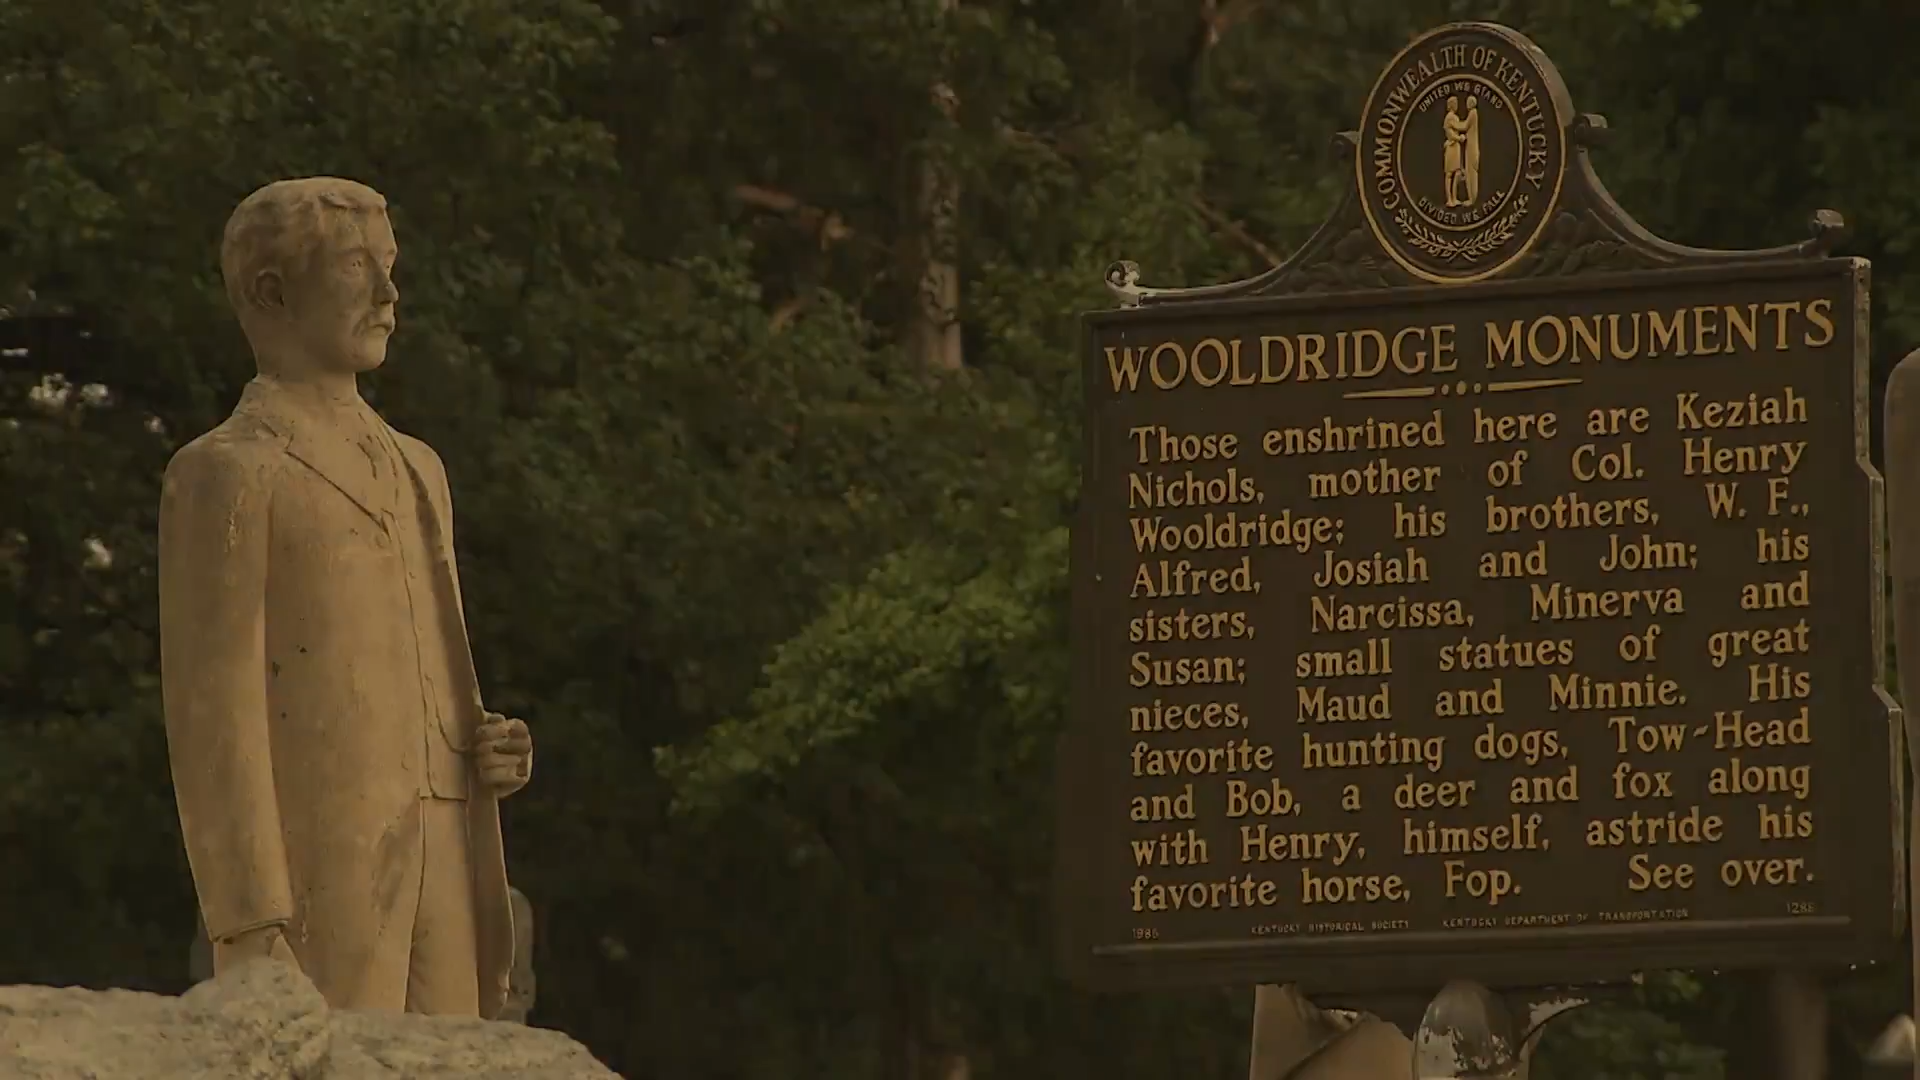 COMMONWEALTH OF KENTUCKY
UNITED WE STAND
DIVIDED WE FALL
WOOLDRIDGE MONUMENTS
Those enshrined here are Keziah
Nichols, mother of Col. Henry
Wooldridge; his brothers, W. F.,
Alfred, Josiah and John; his
sisters, Narcissa, Minerva and
Susan; small statues of great
nieces, Maud and Minnie. His
favorite hunting dogs, Tow-Head
and Bob, a deer and fox along
with Henry, himself, astride his
favorite horse, Fop. See over.
KENTUCKY HISTORICAL SOCIETY KENTUCKY DEPARTMENT OF TRANSPORTATION